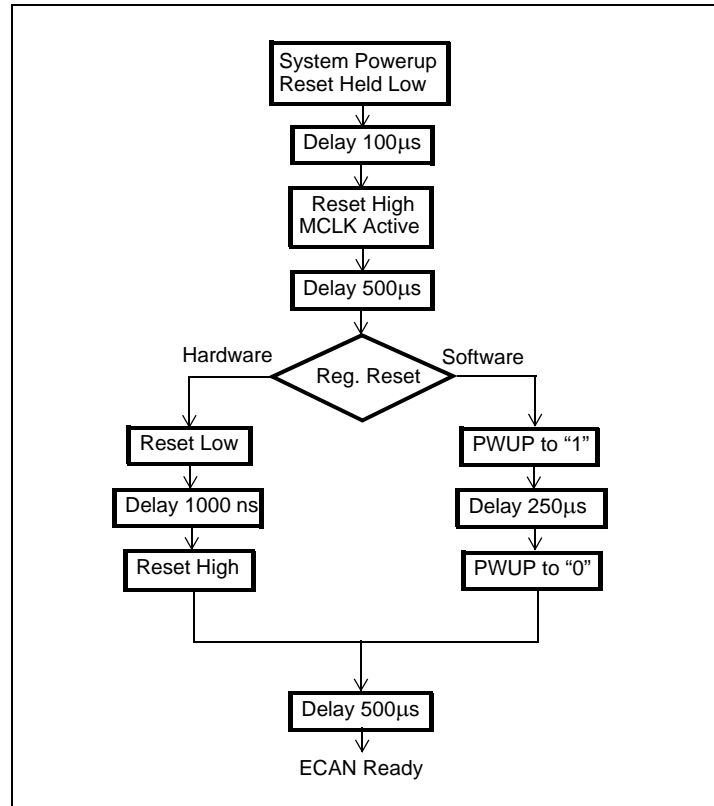 System Powerup
Reset Held Low
Delay 100μs
Reset High
MCLK Active
Delay 500μs
Hardware
Software
Reg. Reset
Reset Low
PWUP to “1”
Delay 1000 ns
Delay 250μs
Reset High
PWUP to “0”
Delay 500μs
ECAN Ready